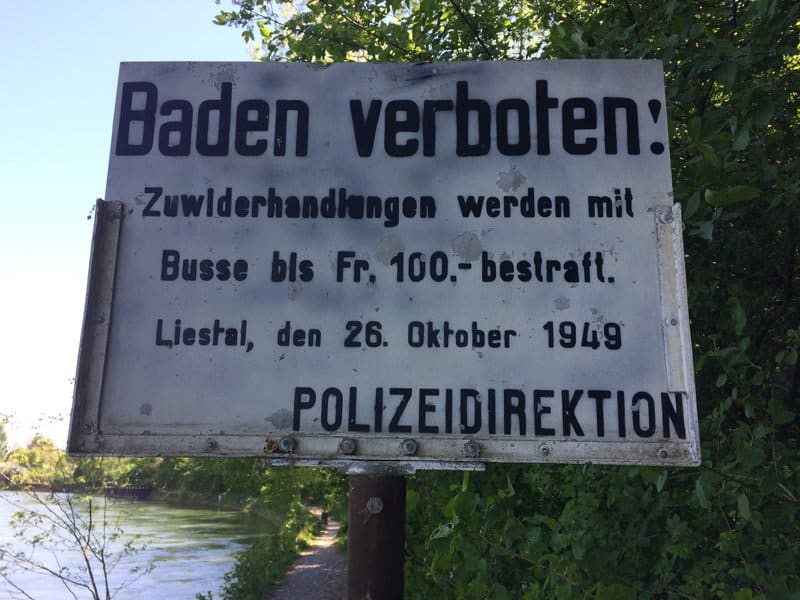 Baden verboten!
Zuwiderhandlungen werden mit
Busse bis Fr. 100.- bestraft.
Liestal, den 26. Oktober 1949
POLIZEIDIREKTION